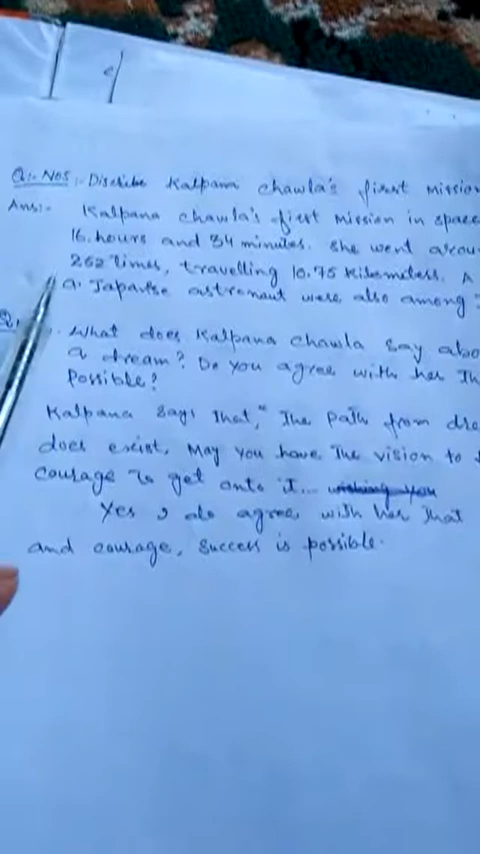 Q:- No5:- Discribe Kalpana Chawla's first Mission
Ans:- Kalpana Chawla's first Mission in space
16 hours and 34 minutes. She went arou
262 times, travelling 10.75 Kilometers. A
a Japanese astronaut were also among
Q What does Kalpana Chawla say abo
a dream? Do you agree with her Th
Possible?
Kalpana says That," The Path from dre
does exist. May you have The vision to
courage to get onto it...
Yes I do agree with her That
and courage, success is possible.